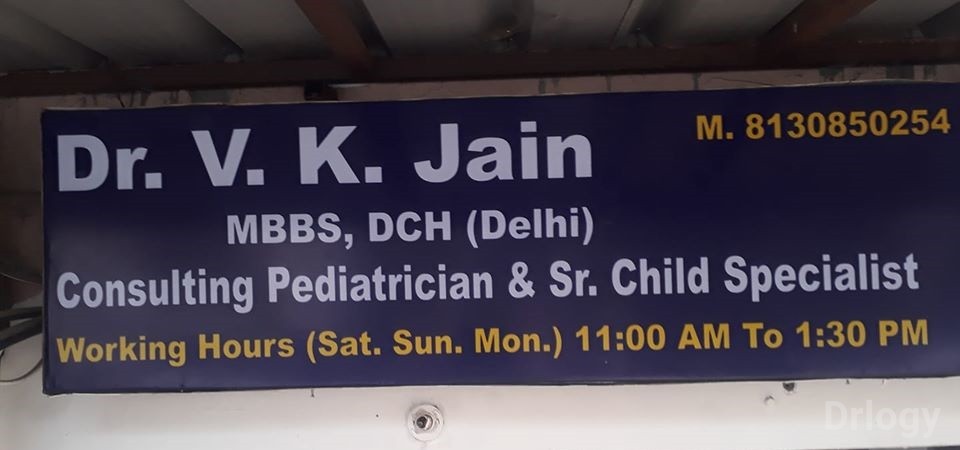 Dr. V. K. Jain
M. 8130850254
MBBS, DCH (Delhi)
Consulting Pediatrician & Sr. Child Specialist
Working Hours (Sat. Sun. Mon.) 11:00 AM To 1:30 PM
Drlogy